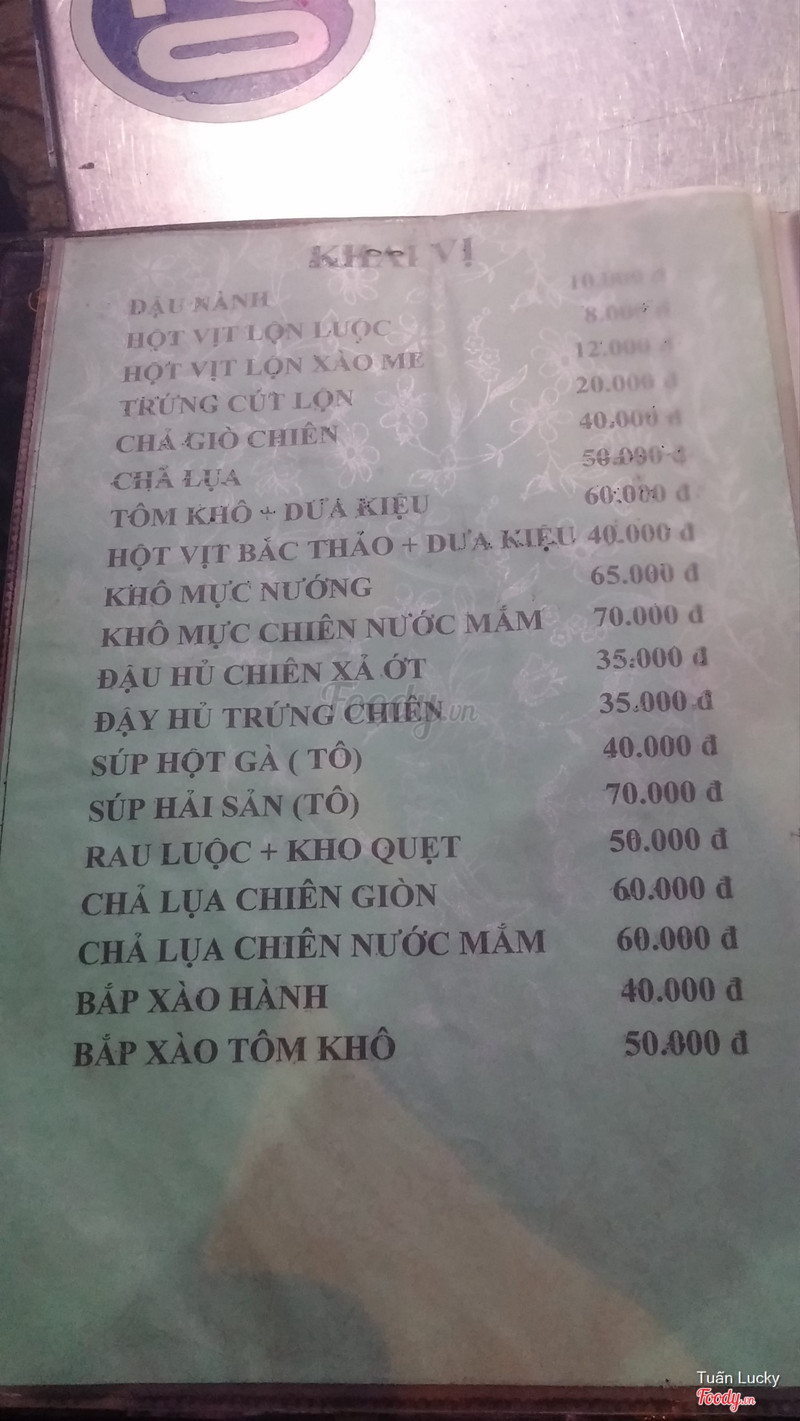 KHAI VỊ
ĐẬU NÀNH 10.000 đ
HỘT VỊT LỘN LUỘC 8.000 đ
HỘT VỊT LỘN XÀO ME 12.000 đ
TRỨNG CÚT LỘN 20.000 đ
CHẢ GIÒ CHIÊN 40.000 đ
CHẢ LỤA 50.000 đ
TÔM KHÔ + DƯA KIỆU 60.000 đ
HỘT VỊT BẮC THẢO + DƯA KIỆU 40.000 đ
KHÔ MỰC NƯỚNG 65.000 đ
KHÔ MỰC CHIÊN NƯỚC MẮM 70.000 đ
ĐẬU HỦ CHIÊN XẢ ỚT 35.000 đ
ĐẬY HỦ TRỨNG CHIÊN 35.000 đ
SÚP HỘT GÀ ( TÔ) 40.000 đ
SÚP HẢI SẢN (TÔ) 70.000 đ
RAU LUỘC + KHO QUẸT 50.000 đ
CHẢ LỤA CHIÊN GIÒN 60.000 đ
CHẢ LỤA CHIÊN NƯỚC MẮM 60.000 đ
BẮP XÀO HÀNH 40.000 đ
BẮP XÀO TÔM KHÔ 50.000 đ
Foody.vn
Tuấn Lucky
Foody.vn